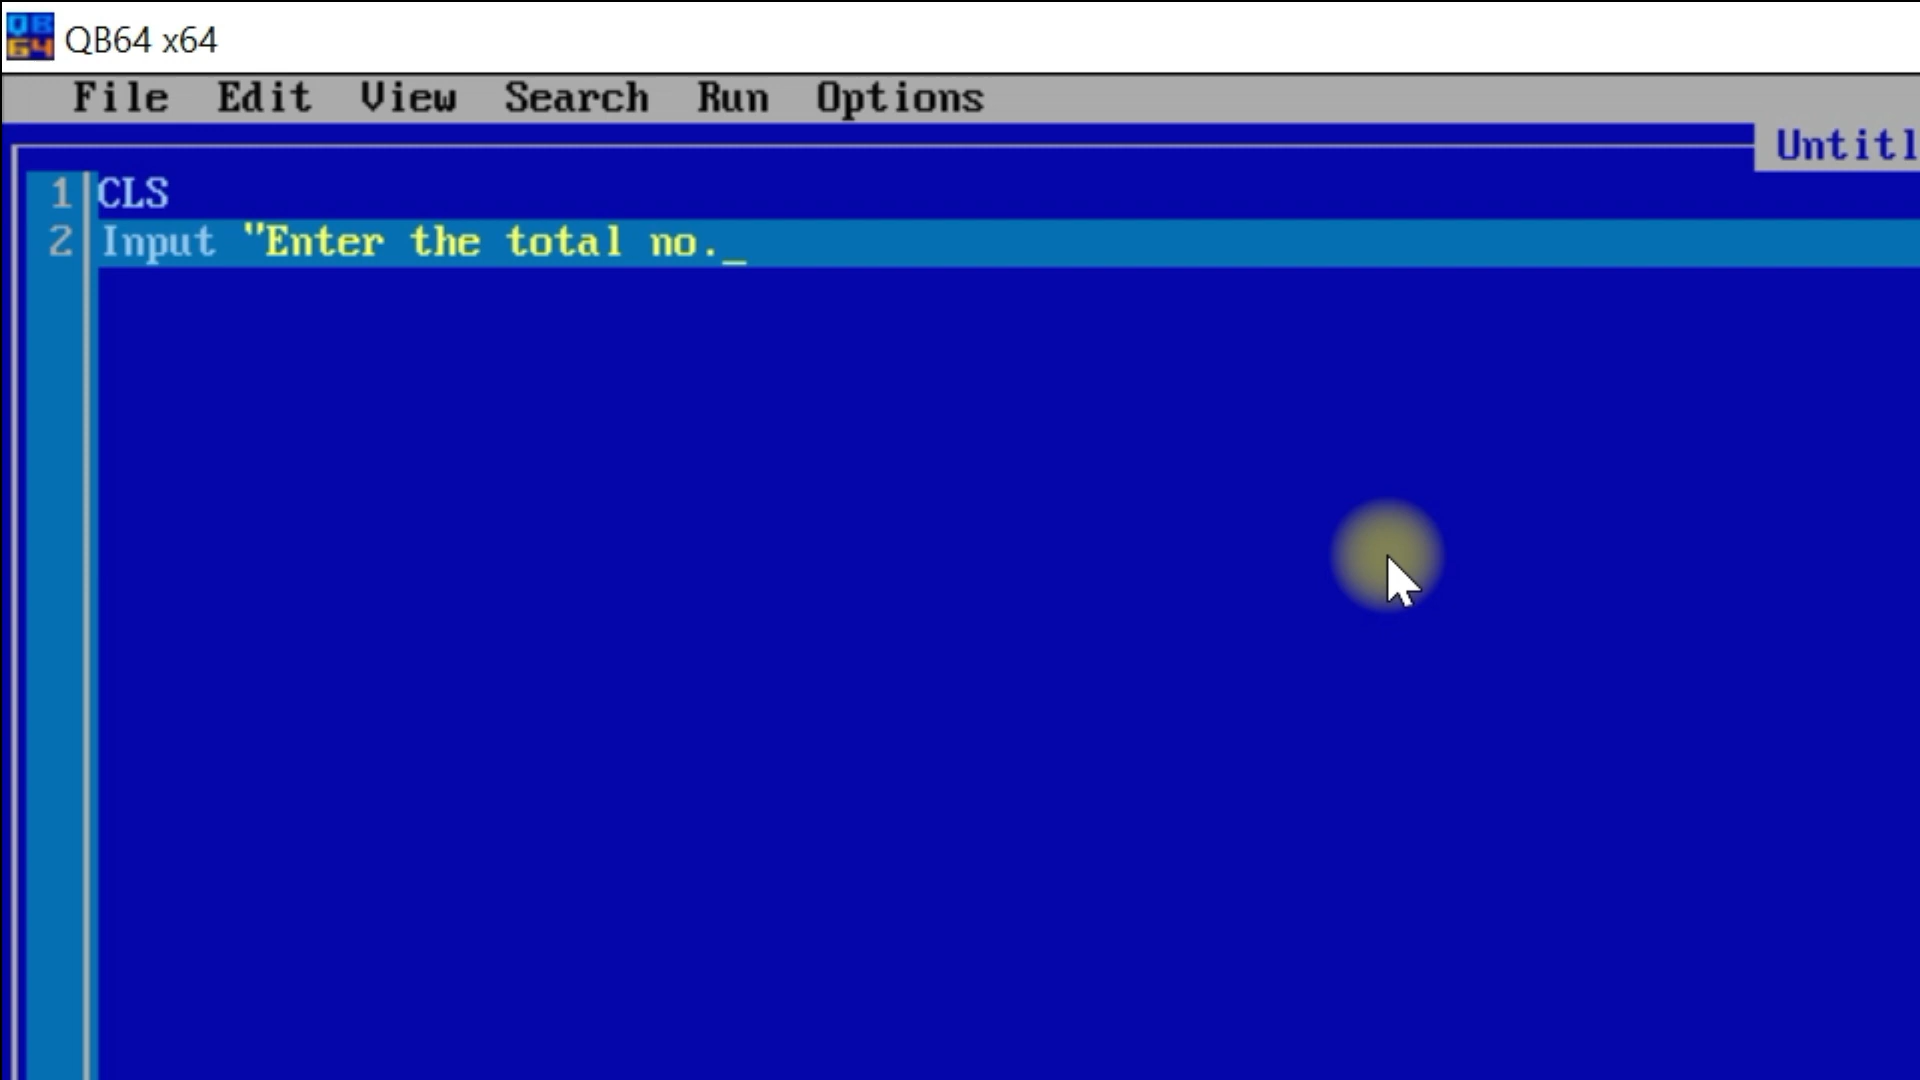 QB64 x64
File Edit View Search Run Options
Untitl
1 CLS
2 Input "Enter the total no._